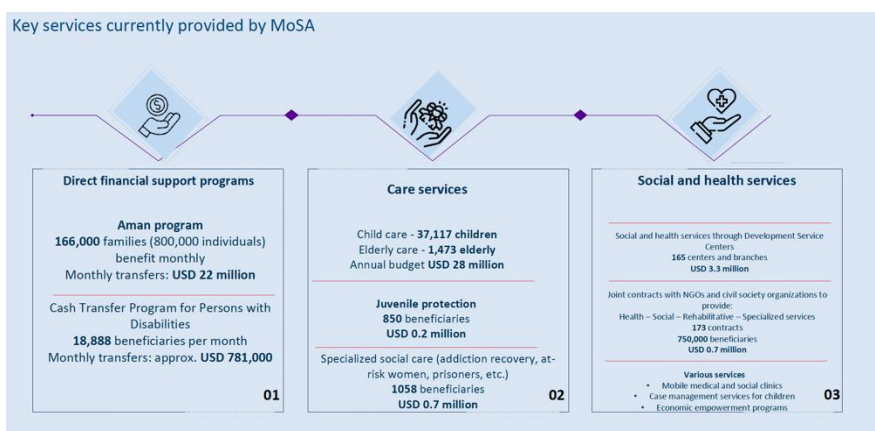 Key services currently provided by MoSA
Direct financial support programs
Aman program
166,000 families (800,000 individuals)
benefit monthly
Monthly transfers: USD 22 million
Cash Transfer Program for Persons with
Disabilities
18,888 beneficiaries per month
Monthly transfers: approx. USD 781,000
01
Care services
Child care - 37,117 children
Elderly care - 1,473 elderly
Annual budget USD 28 million
Juvenile protection
850 beneficiaries
USD 0.2 million
Specialized social care (addiction recovery, at-
risk women, prisoners, etc.)
1058 beneficiaries
USD 0.7 million
02
Social and health services
Social and health services through Development Service
Centers
165 centers and branches
USD 3.3 million
Joint contracts with NGOs and civil society organizations to
provide:
Health – Social – Rehabilitative – Specialized services
173 contracts
750,000 beneficiaries
USD 0.7 million
Various services
• Mobile medical and social clinics
• Case management services for children
• Economic empowerment programs
03